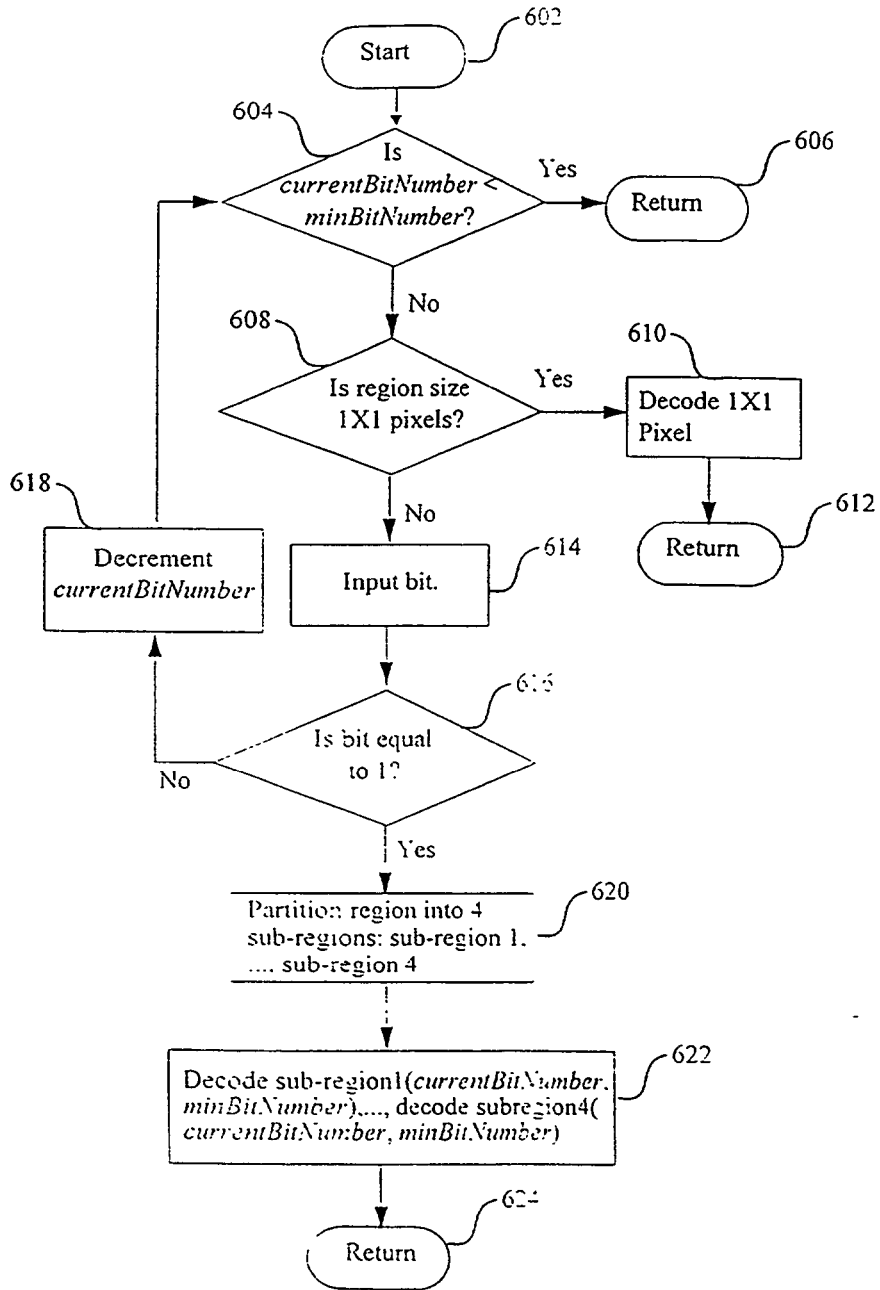 602
Start
604
Is
currentBitNumber <
minBitNumber?
Yes
606
Return
No
608
Is region size
1X1 pixels?
Yes
610
Decode 1X1
Pixel
618
Decrement
currentBitNumber
No
614
Input bit.
612
Return
616
Is bit equal
to 1?
No
Yes
620
Partition region into 4
sub-regions: sub-region 1,
..., sub-region 4
622
Decode sub-region1(currentBitNumber,
minBitNumber),..., decode subregion4(
currentBitNumber, minBitNumber)
624
Return